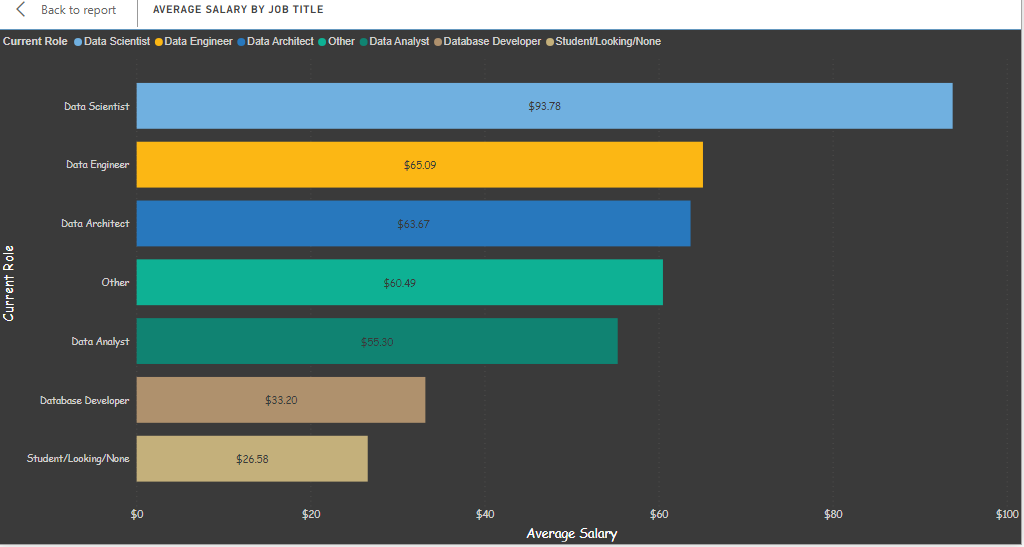 Back to report
AVERAGE SALARY BY JOB TITLE
Current Role Data Scientist Data Engineer Data Architect Other Data Analyst Database Developer Student/Looking/None
Data Scientist $93.78
Data Engineer $65.09
Data Architect $63.67
Other $60.49
Data Analyst $55.30
Database Developer $33.20
Student/Looking/None $26.58
Current Role
$0 $20 $40 $60 $80 $100
Average Salary